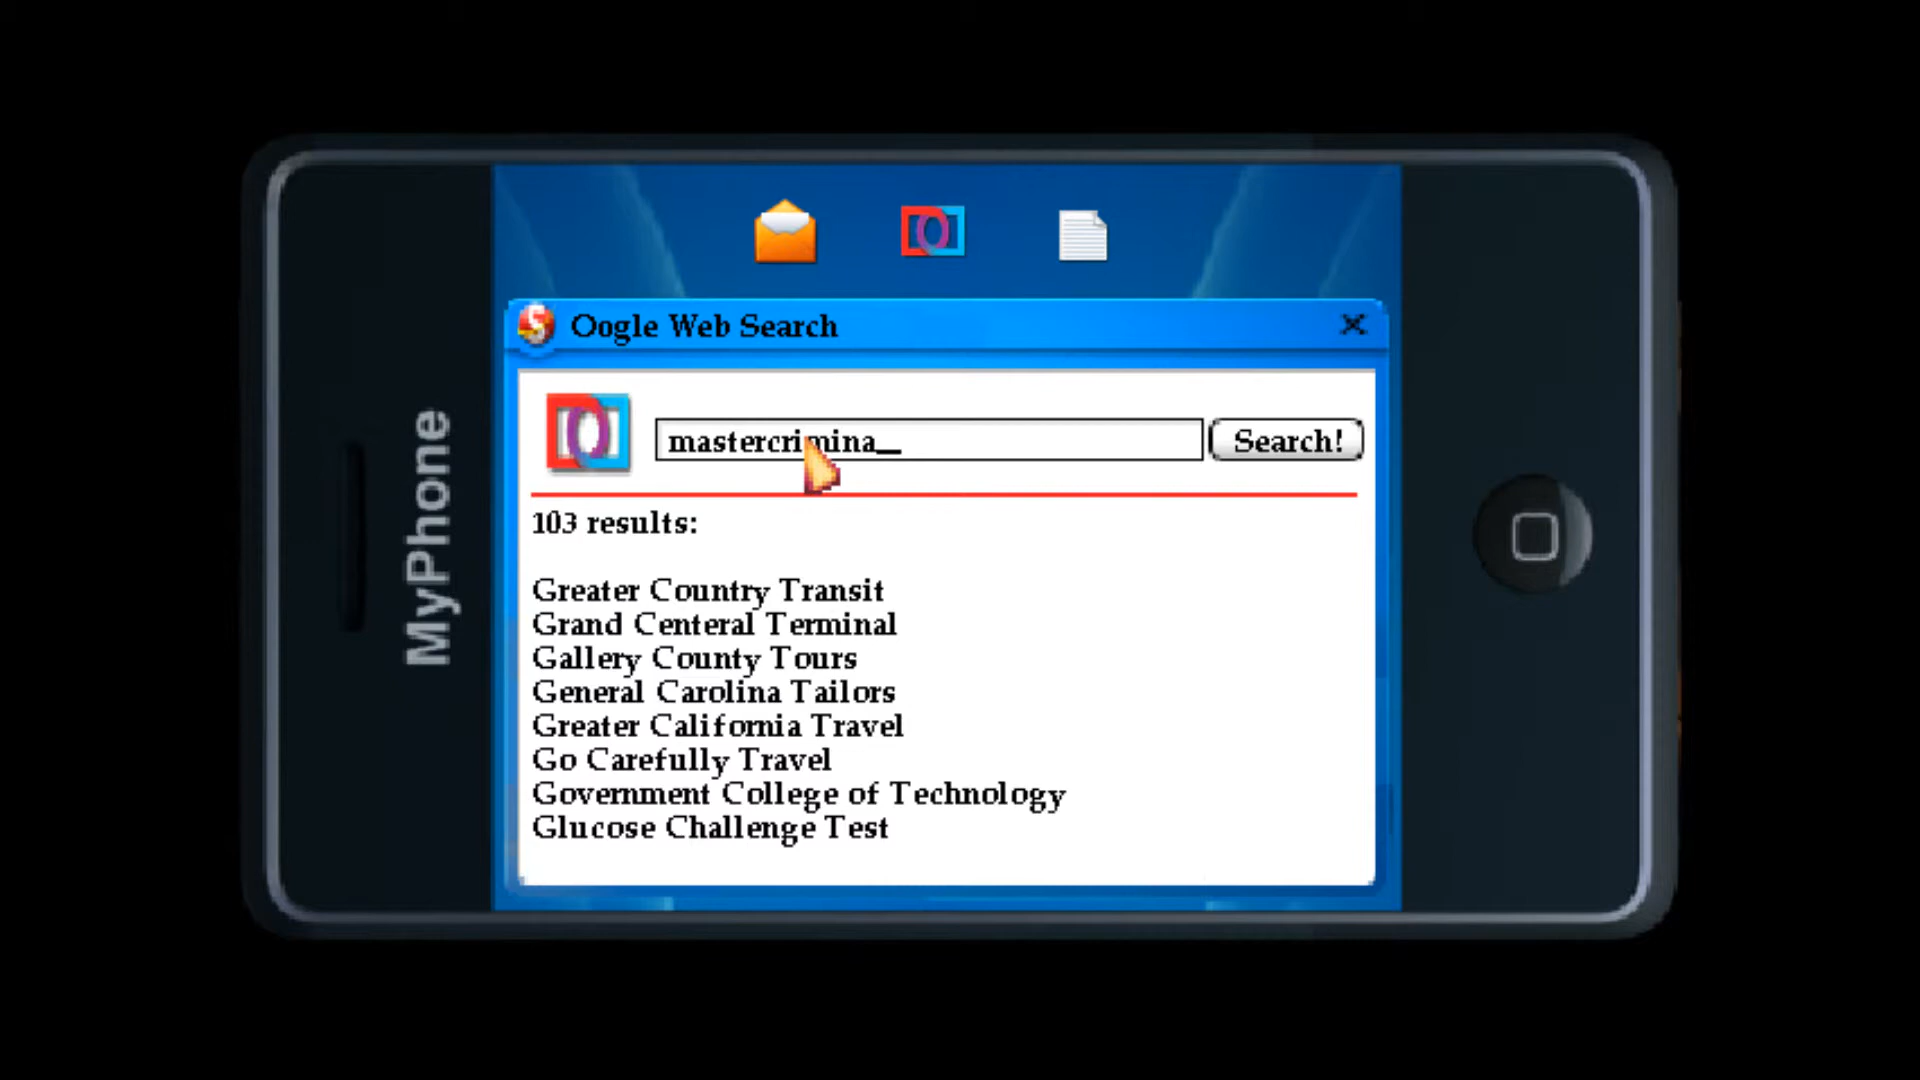 MyPhone
Oogle Web Search
mastercrimina_
Search!
103 results:
Greater Country Transit
Grand Centeral Terminal
Gallery County Tours
General Carolina Tailors
Greater California Travel
Go Carefully Travel
Government College of Technology
Glucose Challenge Test